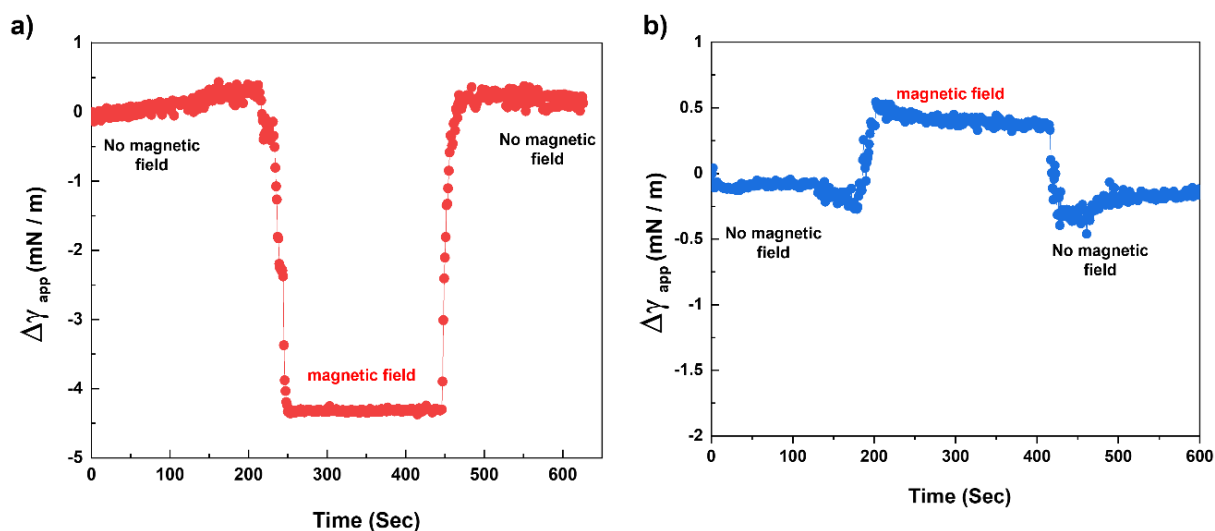 a)
Δγ app (mN / m)
1
0
-1
-2
-3
-4
-5
No magnetic
field
No magnetic
field
magnetic field
0 100 200 300 400 500 600
Time (Sec)
b)
Δγ app (mN / m)
1
0.5
0
-0.5
-1
-1.5
-2
magnetic field
No magnetic
field
No magnetic
field
0 100 200 300 400 500 600
Time (Sec)